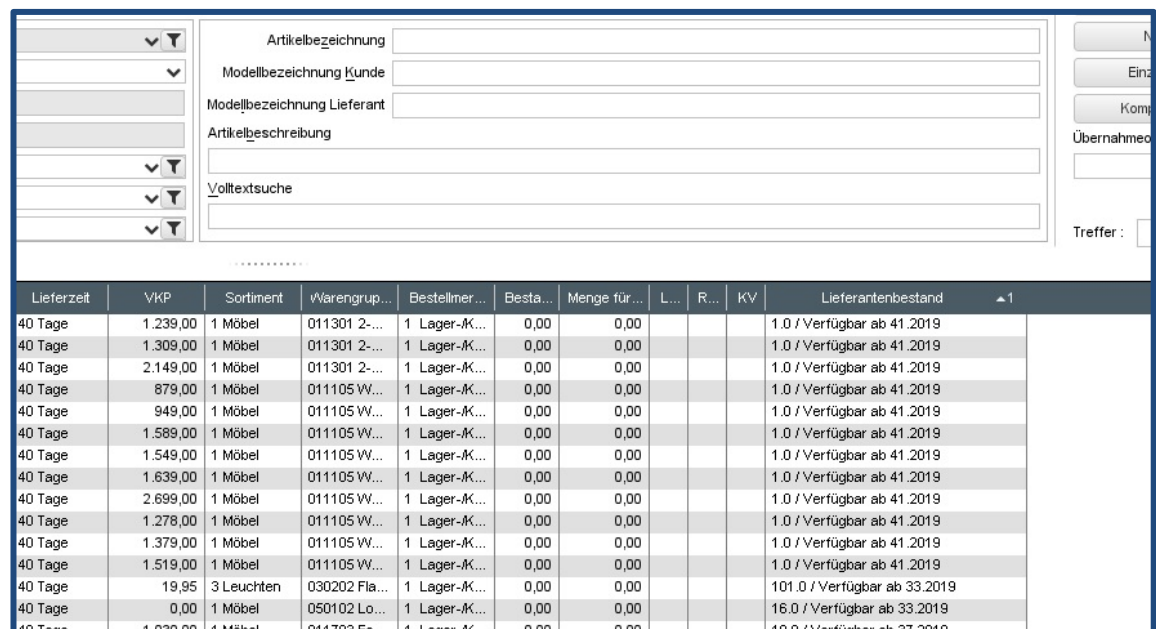 Artikelbezeichnung
Modellbezeichnung Kunde
Modellbezeichnung Lieferant
Artikelbeschreibung
Volltextsuche
N
Einz
Komp
Übernahmeo
Treffer :
Lieferzeit VKP Sortiment Warengrup... Bestellmer... Besta... Menge für... L... R... KV Lieferantenbestand 1
40 Tage 1.239,00 1 Möbel 011301 2-... 1 Lager-/K... 0,00 0,00 1.0 / Verfügbar ab 41.2019
40 Tage 1.309,00 1 Möbel 011301 2-... 1 Lager-/K... 0,00 0,00 1.0 / Verfügbar ab 41.2019
40 Tage 2.149,00 1 Möbel 011301 2-... 1 Lager-/K... 0,00 0,00 1.0 / Verfügbar ab 41.2019
40 Tage 879,00 1 Möbel 011105 W... 1 Lager-/K... 0,00 0,00 1.0 / Verfügbar ab 41.2019
40 Tage 949,00 1 Möbel 011105 W... 1 Lager-/K... 0,00 0,00 1.0 / Verfügbar ab 41.2019
40 Tage 1.589,00 1 Möbel 011105 W... 1 Lager-/K... 0,00 0,00 1.0 / Verfügbar ab 41.2019
40 Tage 1.549,00 1 Möbel 011105 W... 1 Lager-/K... 0,00 0,00 1.0 / Verfügbar ab 41.2019
40 Tage 1.639,00 1 Möbel 011105 W... 1 Lager-/K... 0,00 0,00 1.0 / Verfügbar ab 41.2019
40 Tage 2.699,00 1 Möbel 011105 W... 1 Lager-/K... 0,00 0,00 1.0 / Verfügbar ab 41.2019
40 Tage 1.278,00 1 Möbel 011105 W... 1 Lager-/K... 0,00 0,00 1.0 / Verfügbar ab 41.2019
40 Tage 1.379,00 1 Möbel 011105 W... 1 Lager-/K... 0,00 0,00 1.0 / Verfügbar ab 41.2019
40 Tage 1.519,00 1 Möbel 011105 W... 1 Lager-/K... 0,00 0,00 1.0 / Verfügbar ab 41.2019
40 Tage 19,95 3 Leuchten 030202 Fla... 1 Lager-/K... 0,00 0,00 101.0 / Verfügbar ab 33.2019
40 Tage 0,00 1 Möbel 050102 Lo... 1 Lager-/K... 0,00 0,00 16.0 / Verfügbar ab 33.2019